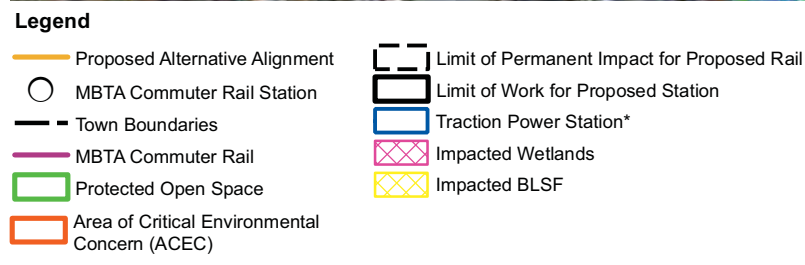 Legend
Proposed Alternative Alignment
MBTA Commuter Rail Station
Town Boundaries
MBTA Commuter Rail
Protected Open Space
Area of Critical Environmental
Concern (ACEC)
Limit of Permanent Impact for Proposed Rail
Limit of Work for Proposed Station
Traction Power Station*
Impacted Wetlands
Impacted BLSF